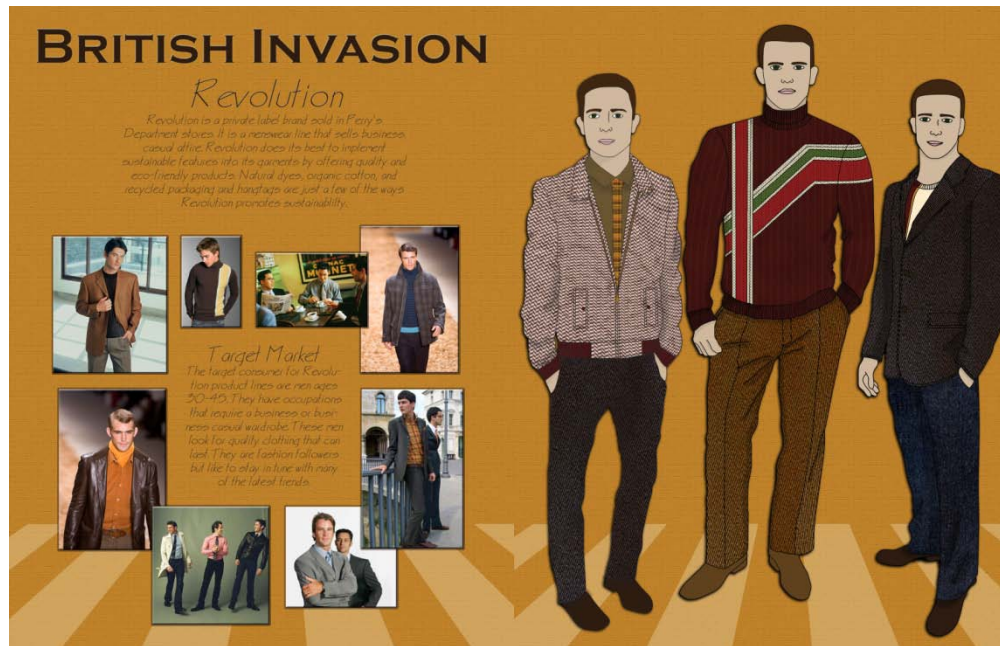 BRITISH INVASION
Revolution
Revolution is a private label brand sold in Perry's
Department stores. It is a menswear line that sells business
casual attire. Revolution does its best to implement
sustainable features into its garments by offering quality and
eco-friendly products. Natural dyes, organic cotton, and
recycled packaging and hangtags are just a few of the ways
Revolution promotes sustainability.
Target Market
The target consumer for Revolu-
tion product lines are men ages
30-45. They have occupations
that require a business or busi-
ness casual wardrobe. These men
look for quality clothing that can
last. They are fashion followers
but like to stay in tune with many
of the latest trends.